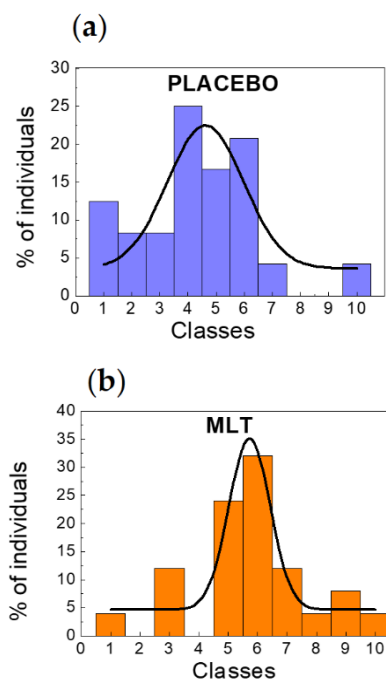 (a)
PLACEBO
% of individuals
30
25
20
15
10
5
0
0 1 2 3 4 5 6 7 8 9 10
Classes
(b)
MLT
% of individuals
40
35
30
25
20
15
10
5
0
0 1 2 3 4 5 6 7 8 9 10
Classes